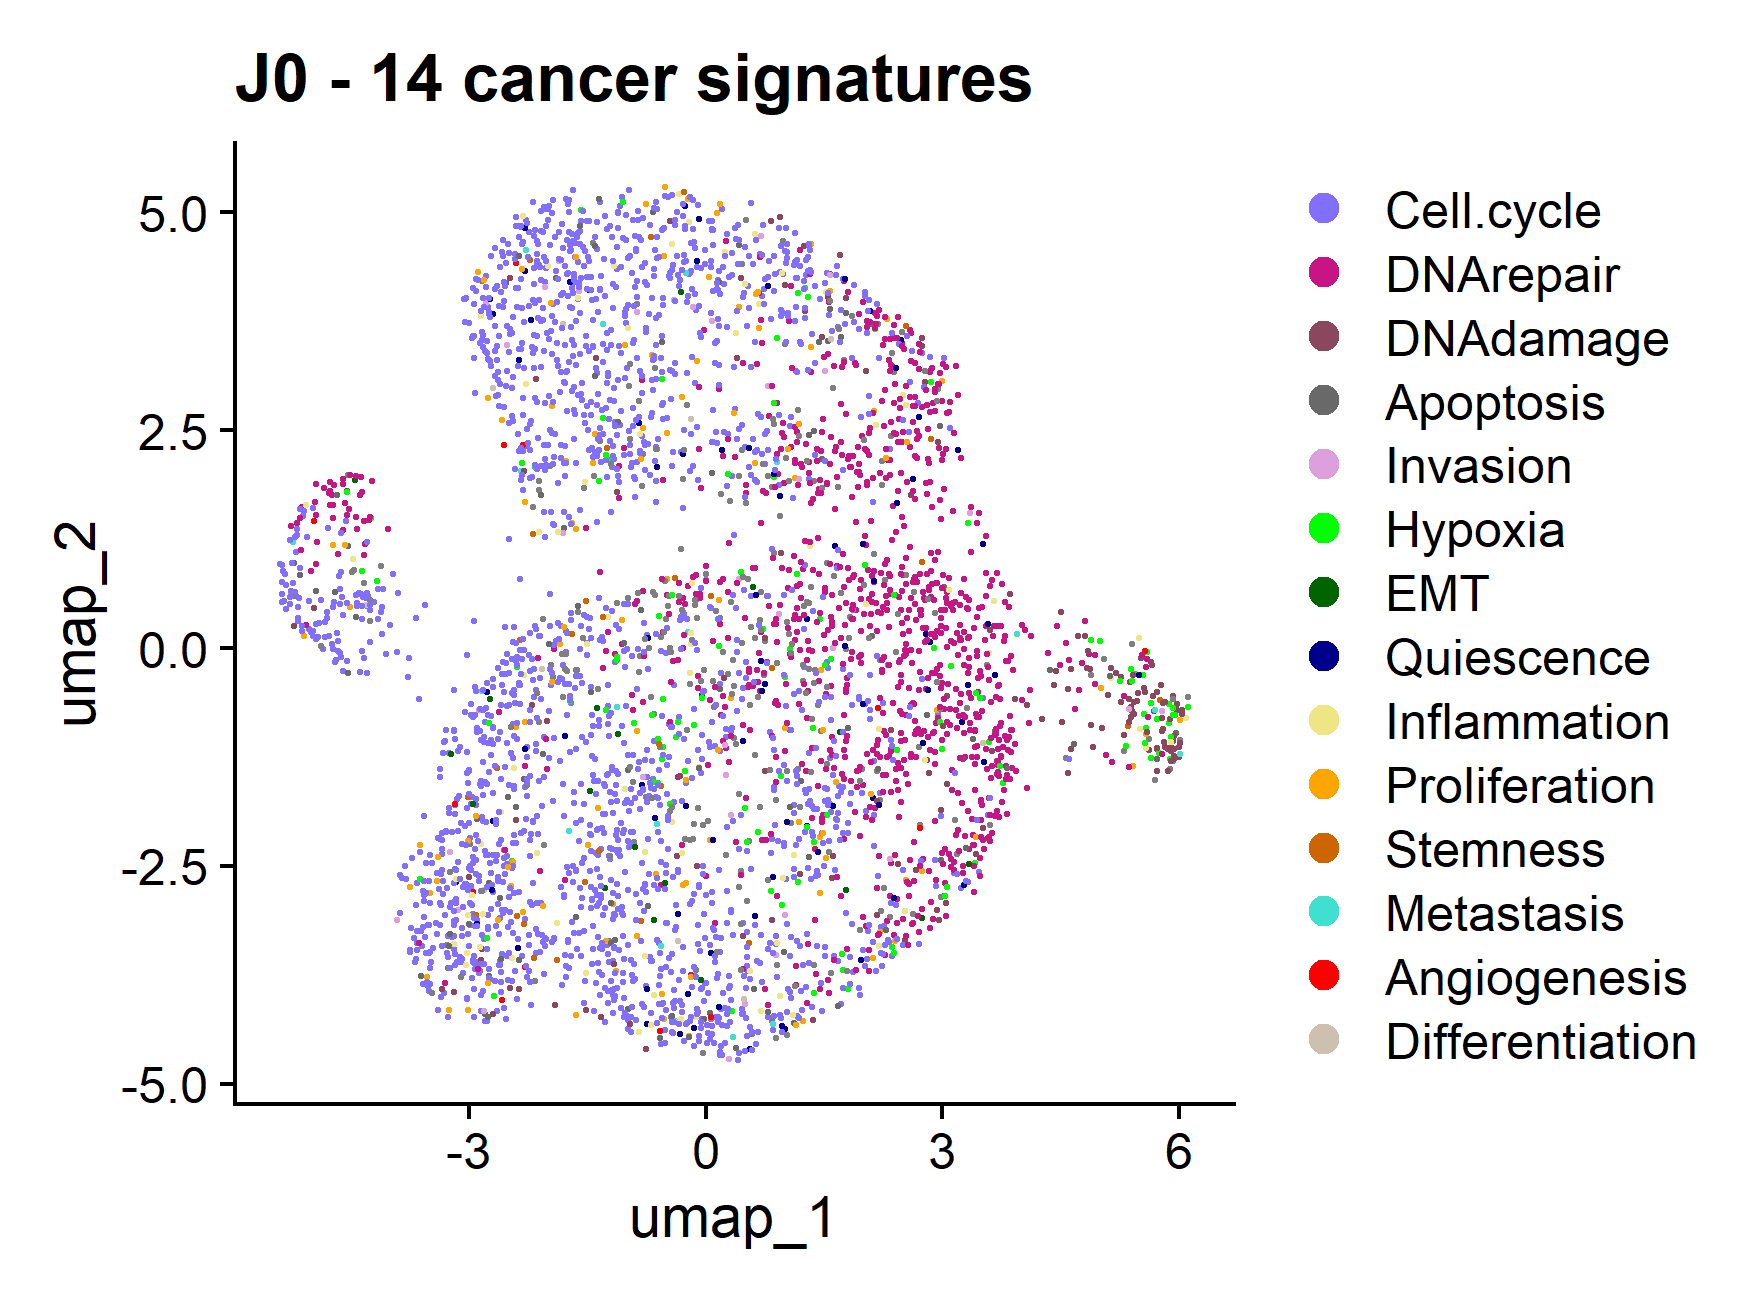 J0 - 14 cancer signatures
umap_2
5.0
2.5
0.0
-2.5
-5.0
-3
0
3
6
umap_1
Cell.cycle
DNArepair
DNAdamage
Apoptosis
Invasion
Hypoxia
EMT
Quiescence
Inflammation
Proliferation
Stemness
Metastasis
Angiogenesis
Differentiation